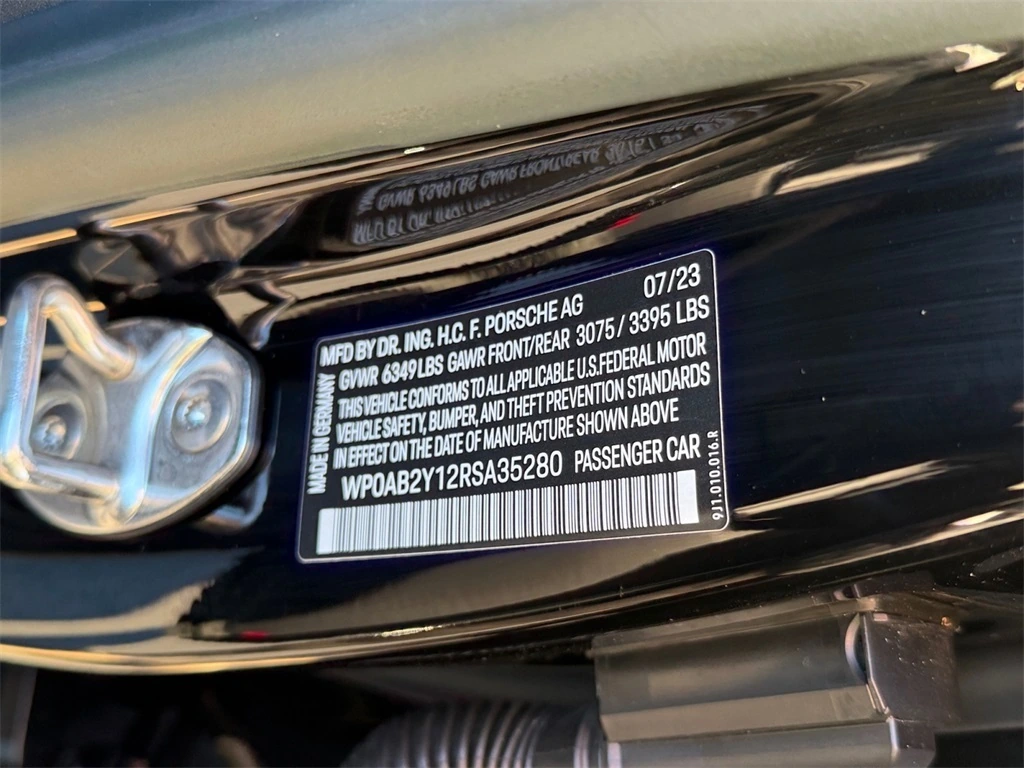 MFD BY DR. ING. H.C. F. PORSCHE AG 07/23
GVWR 6349 LBS GAWR FRONT/REAR 3075 / 3395 LBS
THIS VEHICLE CONFORMS TO ALL APPLICABLE U.S. FEDERAL MOTOR
VEHICLE SAFETY, BUMPER, AND THEFT PREVENTION STANDARDS
IN EFFECT ON THE DATE OF MANUFACTURE SHOWN ABOVE
WP0AB2Y12RSA35280 PASSENGER CAR
MADE IN GERMANY
9J1.010.016.R